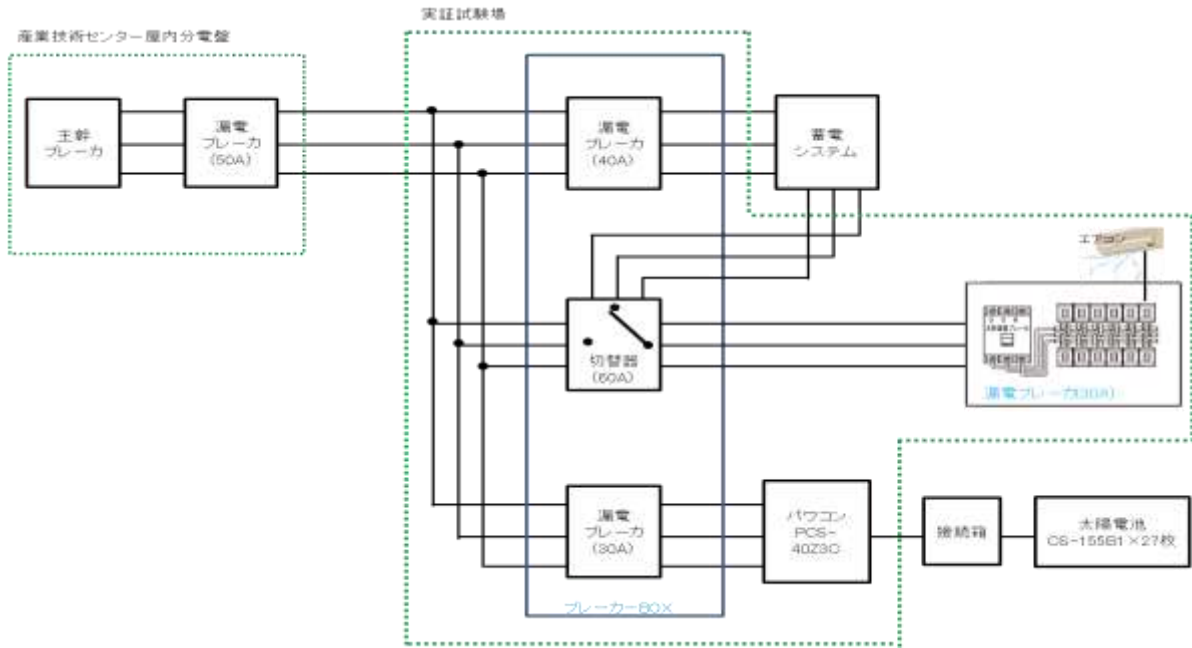 実証試験場
産業技術センター屋内分電盤
主幹
ブレーカ
漏電
ブレーカ
(50A)
漏電
ブレーカ
(40A)
蓄電
システム
エアコン
切替器
(60A)
漏電ブレーカ(30A)
漏電
ブレーカ
(30A)
パワコン
PCS-
40Z3C
接続箱
太陽電池
CS-155B1×27枚
ブレーカーBOX